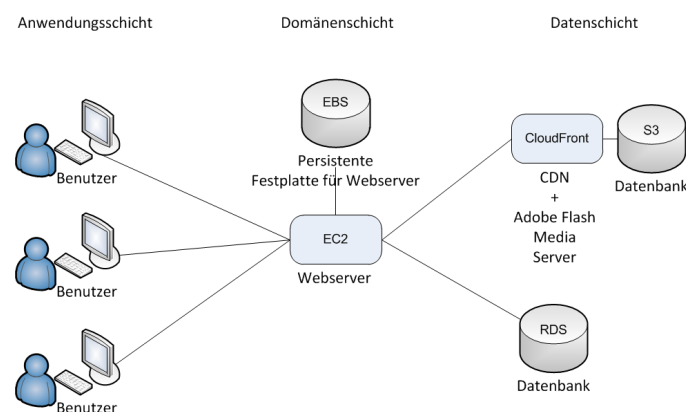 Anwendungsschicht
Domänenschicht
Datenschicht
EBS
Persistente
Festplatte für Webserver
Benutzer
Benutzer
Benutzer
EC2
Webserver
CloudFront
CDN
+
Adobe Flash
Media
Server
S3
Datenbank
RDS
Datenbank